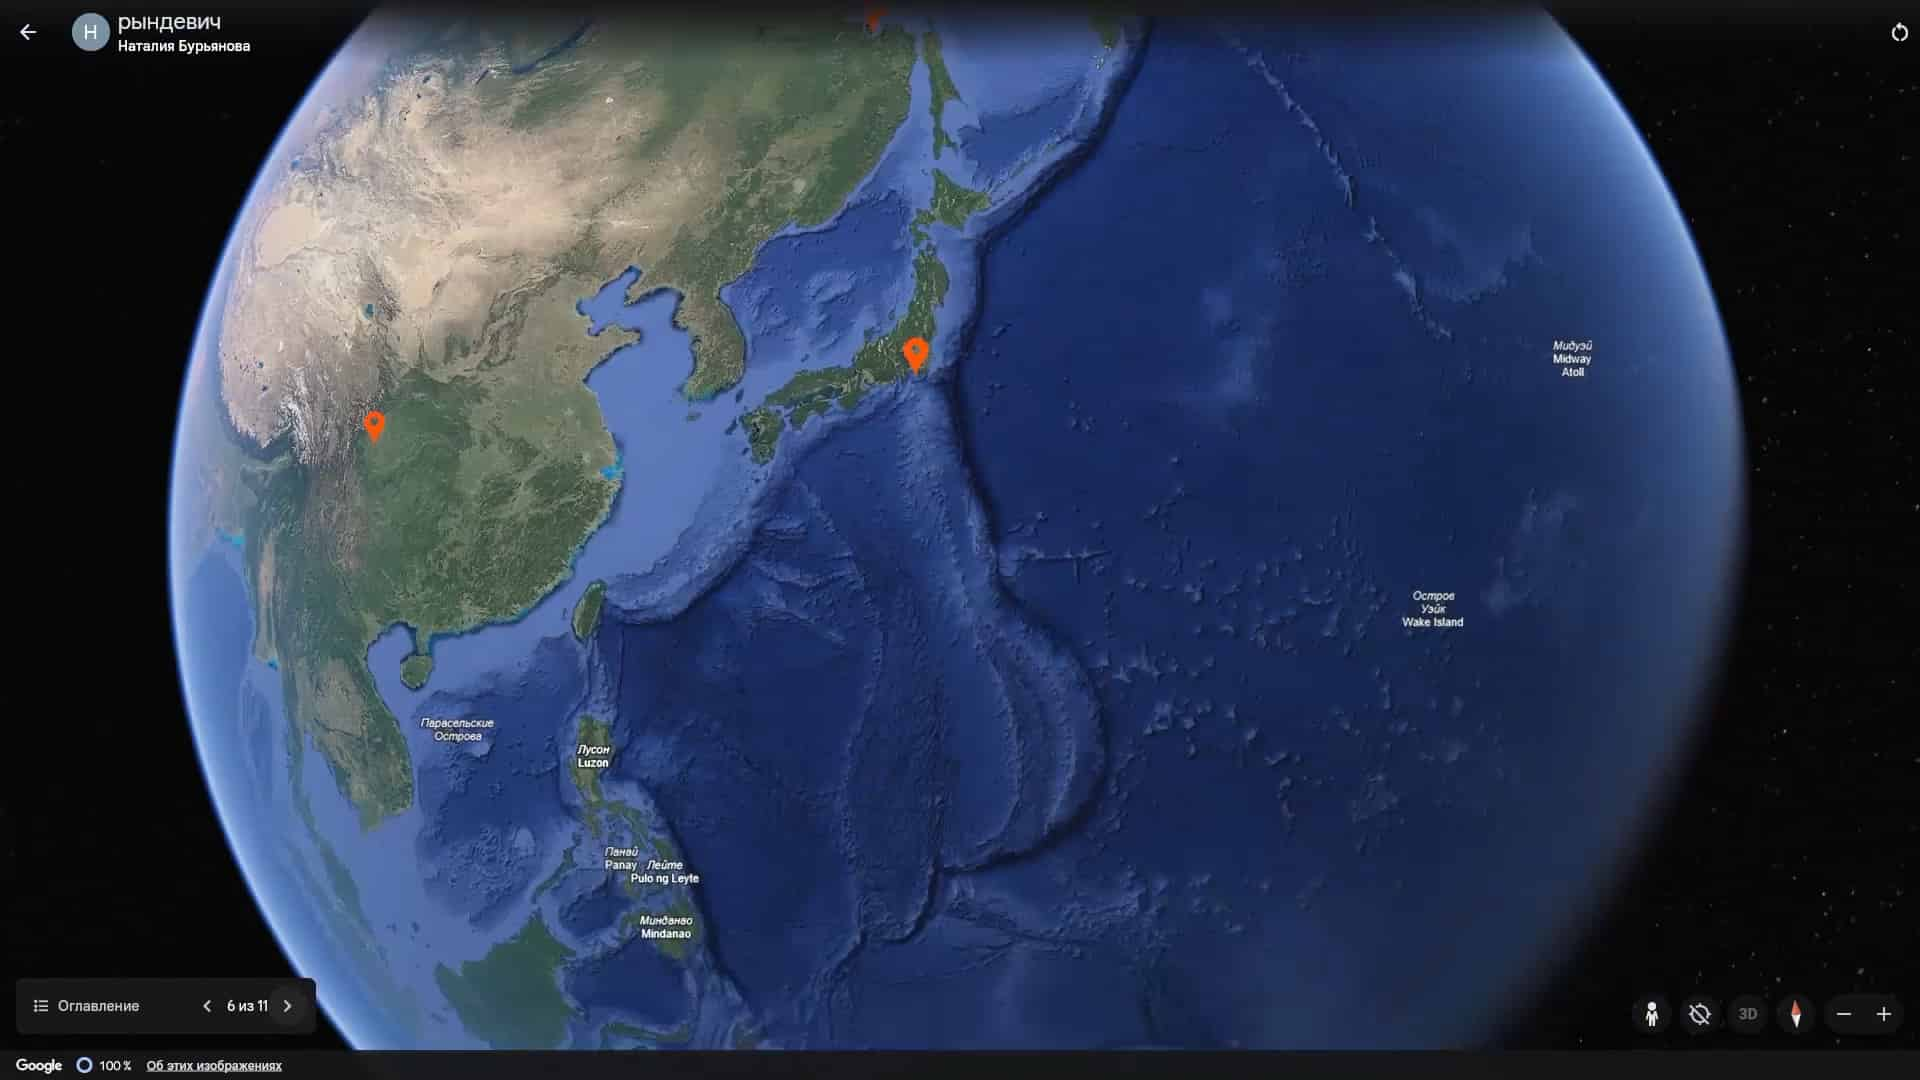 рындевич
Н
Наталия Бурьянова
Мидуэй
Midway
Atoll
Острое
Уэйк
Wake Island
Парасельские
Острова
Лусон
Luzon
Панай
Panay
Лейте
Pulo ng Leyte
Минданао
Mindanao
Оглавление
6 из 11
3D
Google
100 %
Об этих изображениях